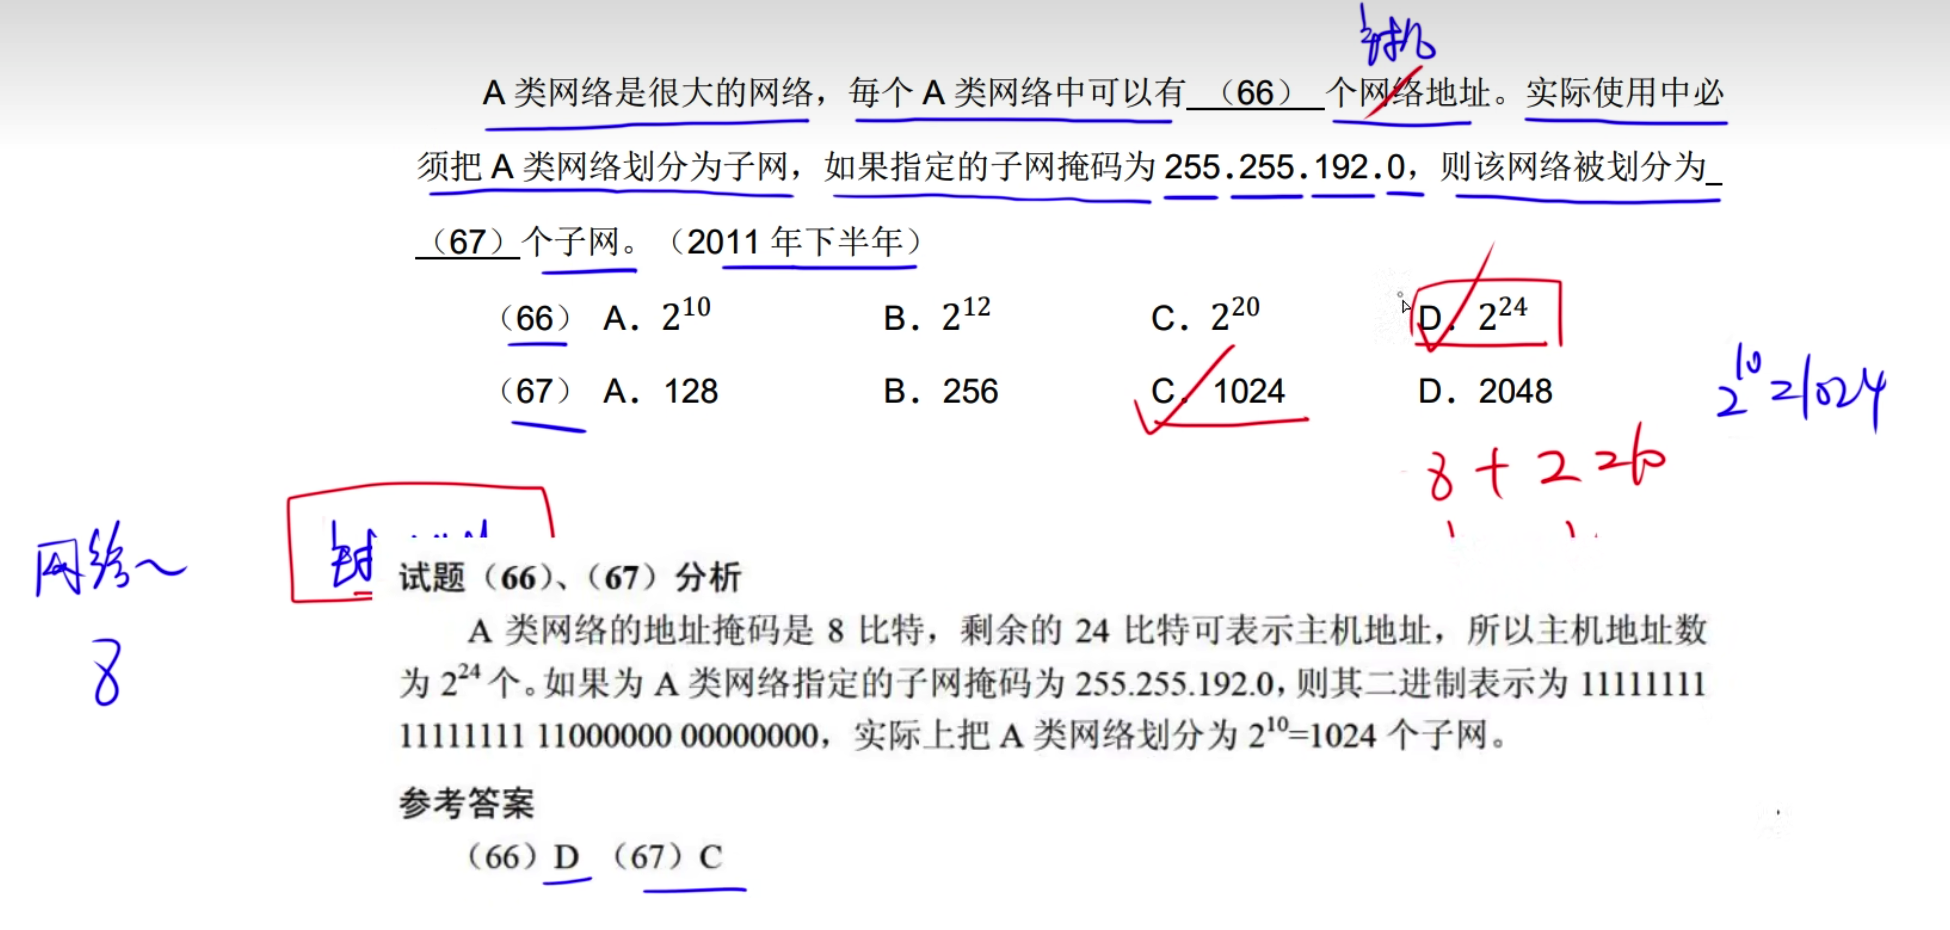 主机
A 类网络是很大的网络，每个 A 类网络中可以有 （66） 个网络地址。实际使用中必
须把 A 类网络划分为子网，如果指定的子网掩码为 255.255.192.0，则该网络被划分为_
（67）个子网。（2011 年下半年）
（66） A. 2^10 B. 2^12 C. 2^20 D. 2^24
（67） A. 128 B. 256 C. 1024 D. 2048
2^10=1024
8+2
网络
8
试题（66）、（67）分析
A 类网络的地址掩码是 8 比特，剩余的 24 比特可表示主机地址，所以主机地址数
为 2^24 个。如果为 A 类网络指定的子网掩码为 255.255.192.0，则其二进制表示为 11111111
11111111 11000000 00000000，实际上把 A 类网络划分为 2^10=1024 个子网。
参考答案
（66）D （67）C